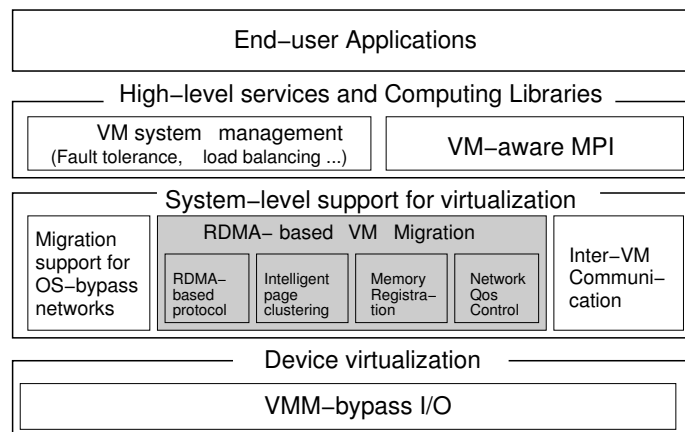 End−user Applications
High−level services and Computing Libraries
VM system management
(Fault tolerance, load balancing ...)
VM−aware MPI
System−level support for virtualization
Migration
support for
OS−bypass
networks
RDMA− based VM Migration
RDMA−
based
protocol
Intelligent
page
clustering
Memory
Registra−
tion
Network
Qos
Control
Inter−VM
Communi−
cation
Device virtualization
VMM−bypass I/O